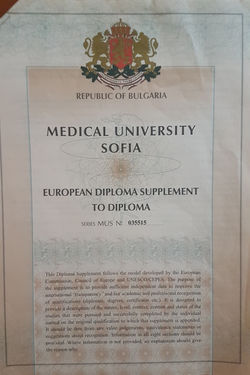 REPUBLIC OF BULGARIA
MEDICAL UNIVERSITY
SOFIA
EUROPEAN DIPLOMA SUPPLEMENT
TO DIPLOMA
SERIES MUS № 035515
This Diploma Supplement follows the model developed by the European
Commission, Council of Europe and UNESCO/CEPES. The purpose of
the supplement is to provide sufficient independent data to improve the
international 'transparency' and fair academic and professional recognition
of qualifications (diplomas, degrees, certificates etc.). It is designed to
provide a description of the nature, level, context, content and status of the
studies that were pursued and successfully completed by the individual
named on the original qualification to which this supplement is appended.
It should be free from any value judgements, equivalence statements or
suggestions about recognition. Information in all eight sections should be
provided. Where information is not provided, an explanation should give
the reason why.